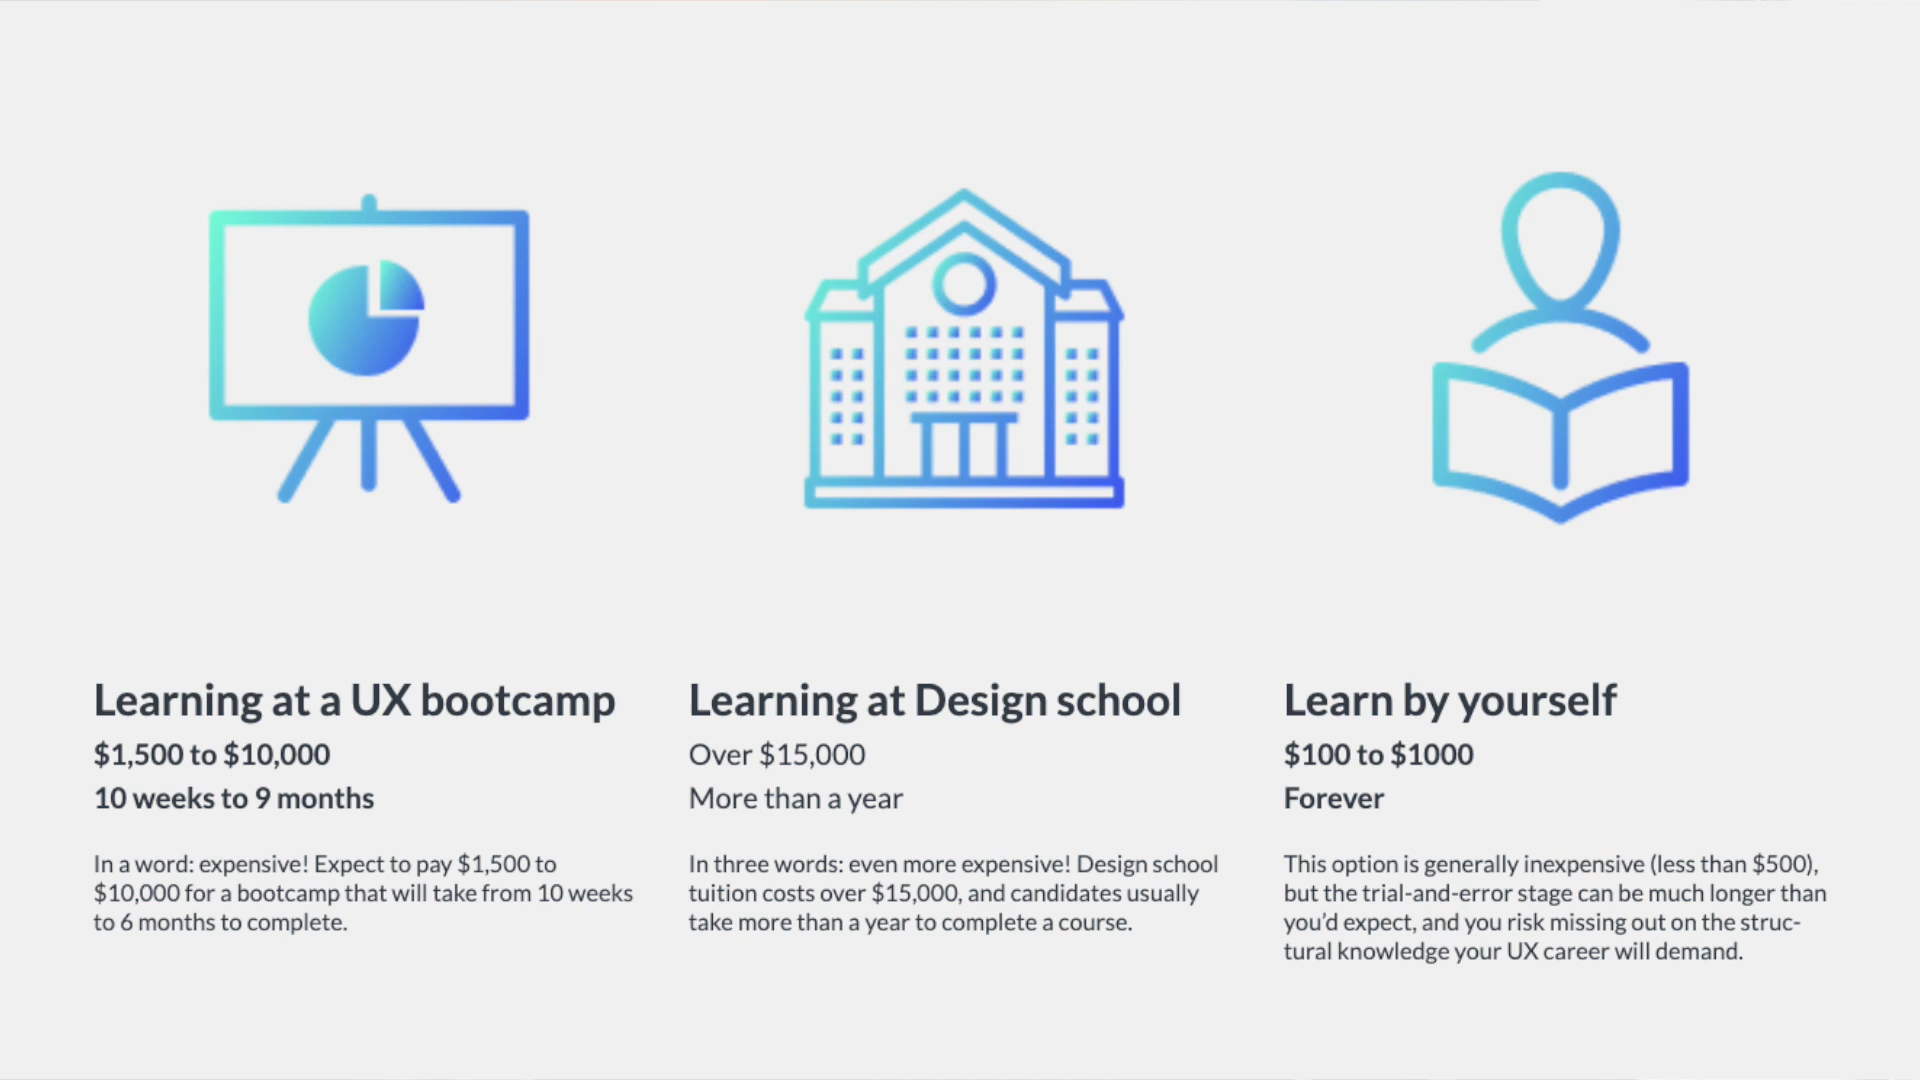 Learning at a UX bootcamp
$1,500 to $10,000
10 weeks to 9 months
In a word: expensive! Expect to pay $1,500 to
$10,000 for a bootcamp that will take from 10 weeks
to 6 months to complete.
Learning at Design school
Over $15,000
More than a year
In three words: even more expensive! Design school
tuition costs over $15,000, and candidates usually
take more than a year to complete a course.
Learn by yourself
$100 to $1000
Forever
This option is generally inexpensive (less than $500),
but the trial-and-error stage can be much longer than
you’d expect, and you risk missing out on the struc-
tural knowledge your UX career will demand.